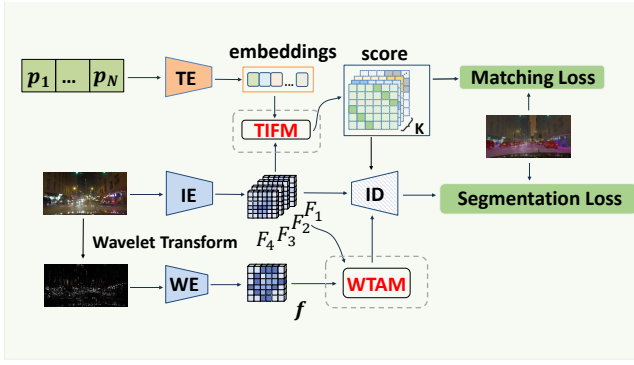 embeddings
score
p₁ ... p_N
TE
...
Matching Loss
TIFM
K
IE
ID
Segmentation Loss
F₁
F₂
F₃
F₄
Wavelet Transform
WE
WTAM
f